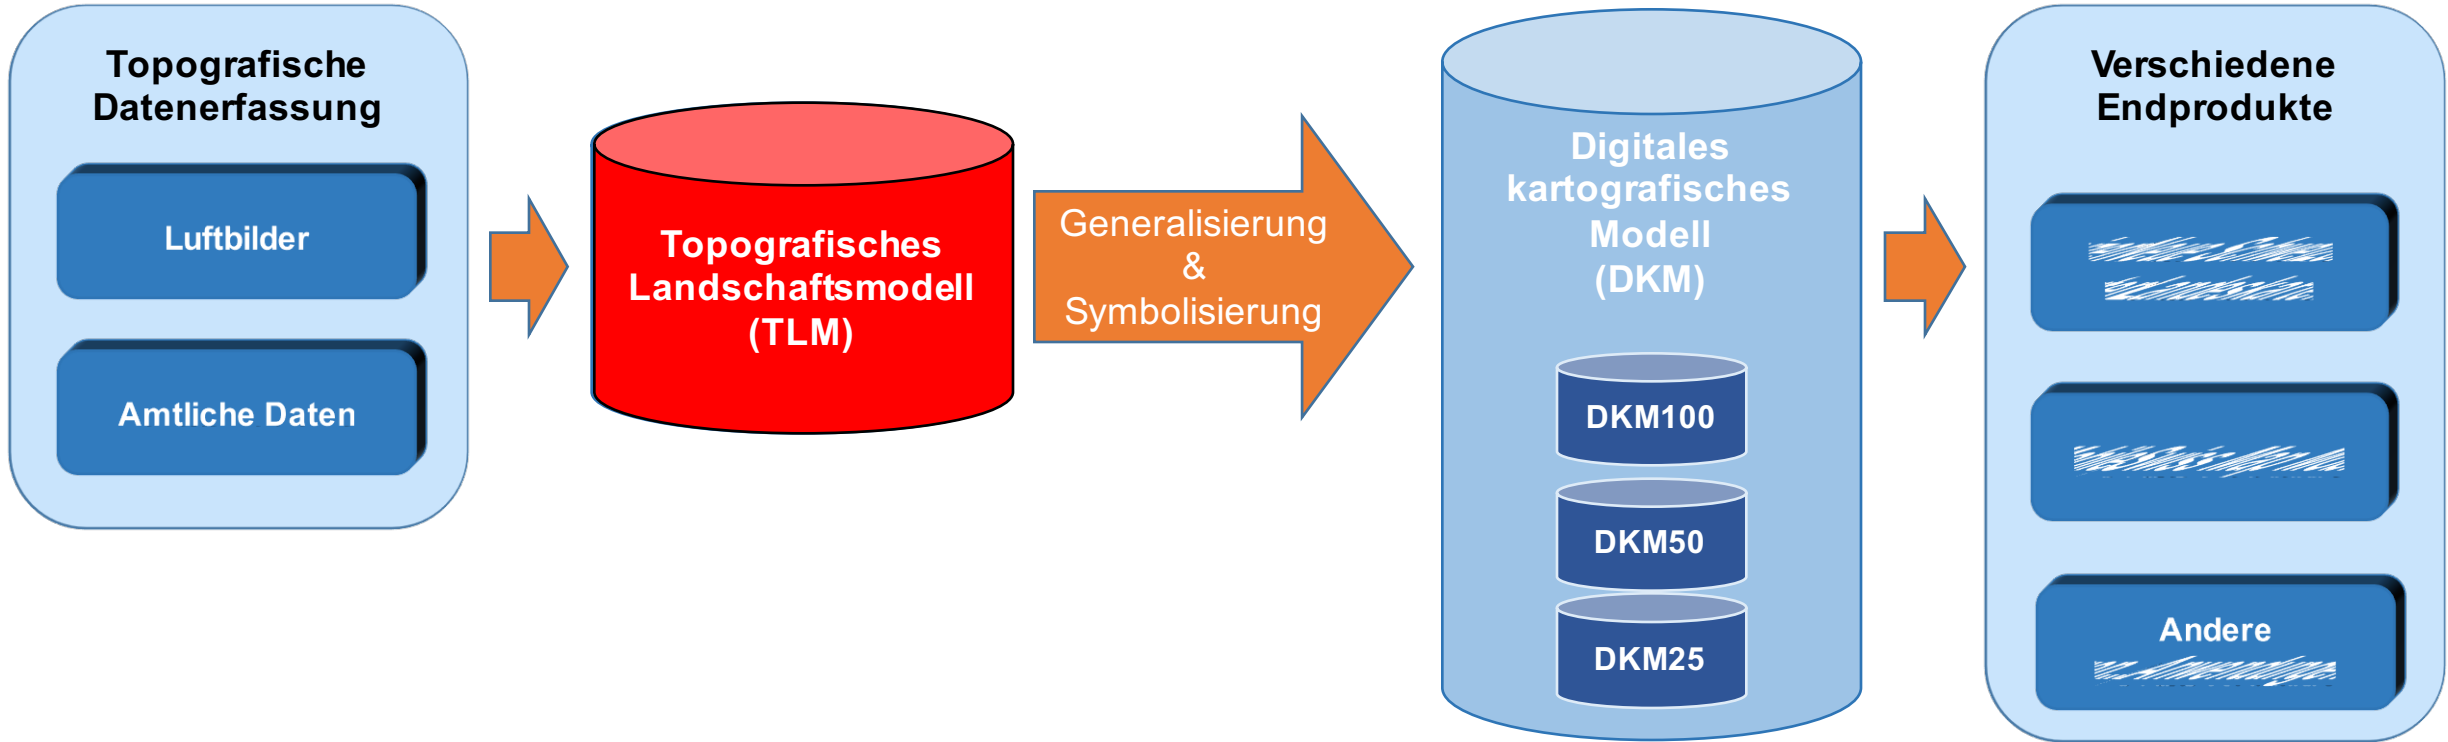 Topografische
Datenerfassung
Luftbilder
Amtliche Daten
Topografisches
Landschaftsmodell
(TLM)
Generalisierung
&
Symbolisierung
Digitales
kartografisches
Modell
(DKM)
DKM100
DKM50
DKM25
Verschiedene
Endprodukte
Andere